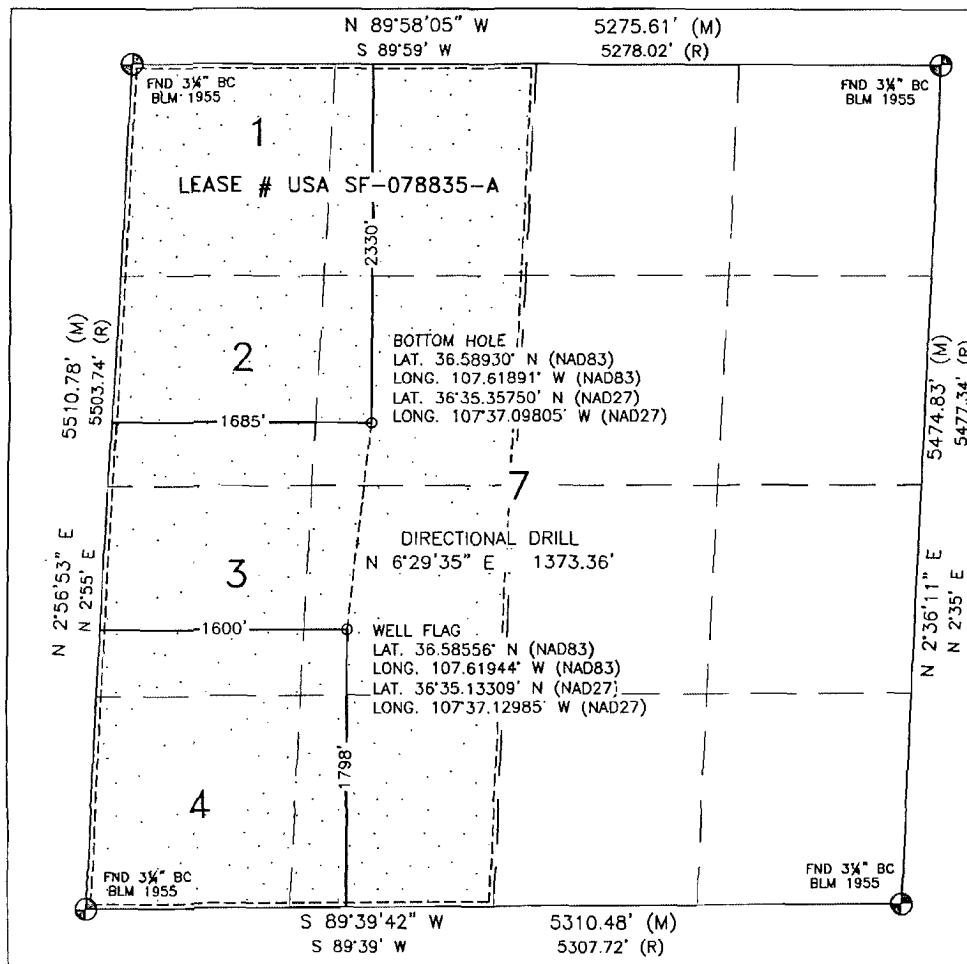 N 89°58'05" W 5275.61' (M)
S 89°59' W 5278.02' (R)
FND 3¼" BC
BLM 1955
FND 3¼" BC
BLM 1955
1
LEASE # USA SF-078835-A
2330'
2
BOTTOM HOLE
LAT. 36.58930° N (NAD83)
LONG. 107.61891° W (NAD83)
LAT. 36°35.35750' N (NAD27)
LONG. 107°37.09805' W (NAD27)
1685'
5510.78' (M)
5503.74' (R)
5474.83' (M)
5477.34' (R)
7
DIRECTIONAL DRILL
N 6°29'35" E 1373.36'
3
N 2°56'53" E
N 2°55' E
N 2°36'11" E
N 2°35' E
1600'
WELL FLAG
LAT. 36.58556° N (NAD83)
LONG. 107.61944° W (NAD83)
LAT. 36°35.13309' N (NAD27)
LONG. 107°37.12985' W (NAD27)
1798'
4
FND 3¼" BC
BLM 1955
FND 3¼" BC
BLM 1955
S 89°39'42" W 5310.48' (M)
S 89°39' W 5307.72' (R)